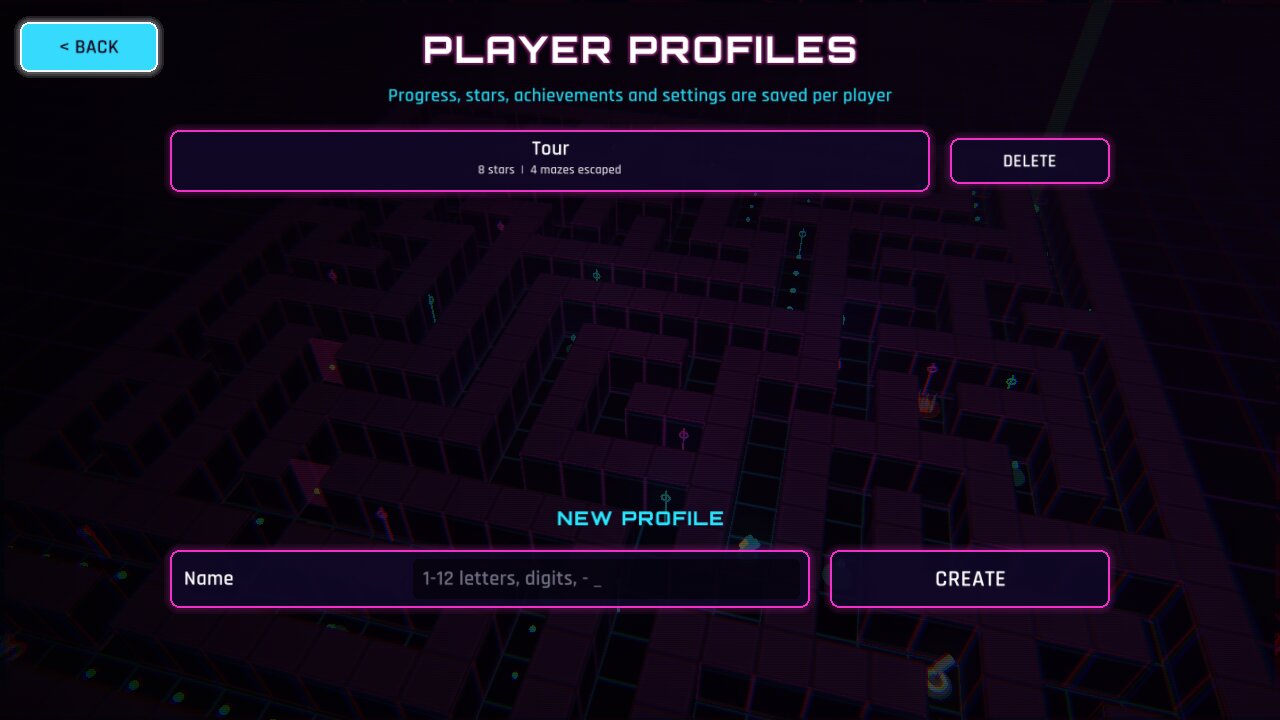 < BACK
PLAYER PROFILES
Progress, stars, achievements and settings are saved per player
Tour
8 stars | 4 mazes escaped
DELETE
NEW PROFILE
Name
1-12 letters, digits, - _
CREATE